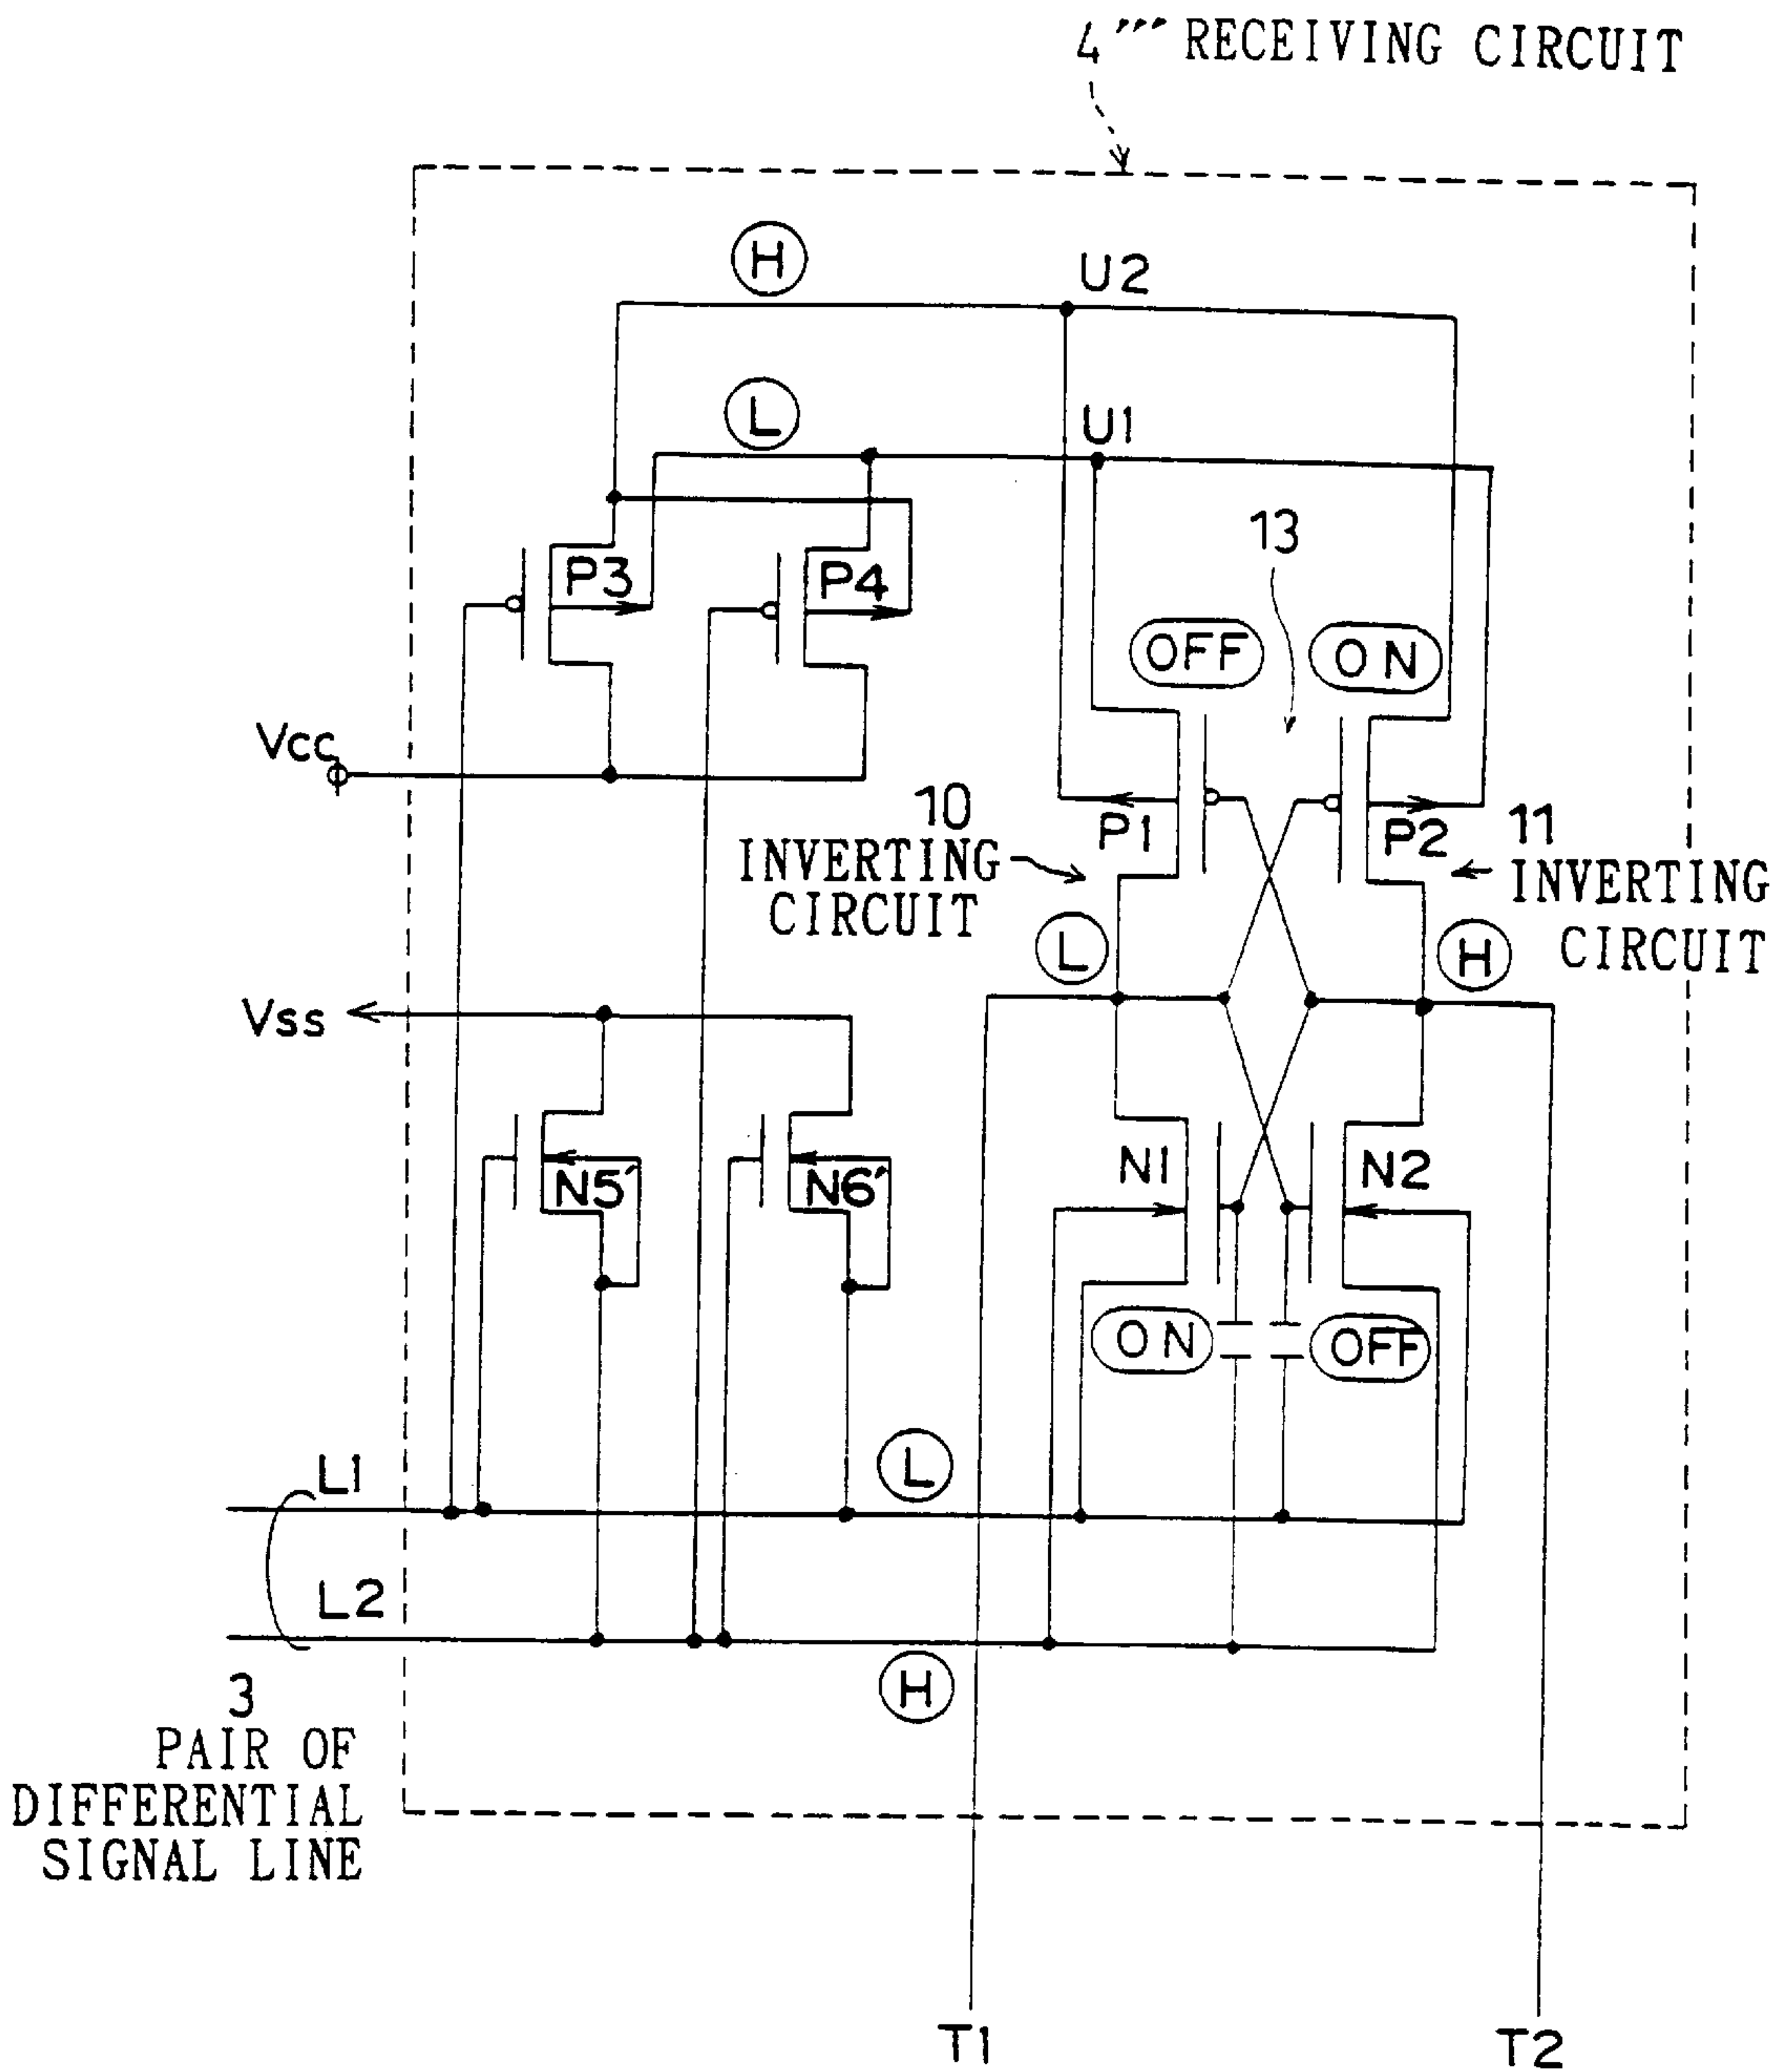 4'''' RECEIVING CIRCUIT
H
U2
L
U1
13
P3
P4
OFF
ON
Vcc
10
INVERTING
CIRCUIT
P1
P2
11
INVERTING
CIRCUIT
L
H
Vss
N5'
N6'
N1
N2
ON
OFF
L1
L
L2
H
3
PAIR OF
DIFFERENTIAL
SIGNAL LINE
T1
T2